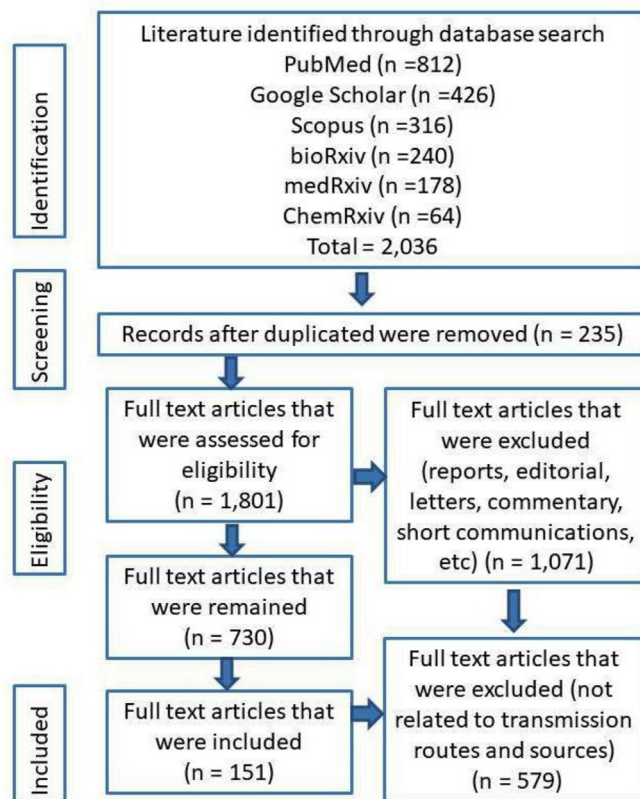 Identification
Literature identified through database search
PubMed (n =812)
Google Scholar (n =426)
Scopus (n =316)
bioRxiv (n =240)
medRxiv (n =178)
ChemRxiv (n =64)
Total = 2,036
Screening
Records after duplicated were removed (n = 235)
Eligibility
Full text articles that
were assessed for
eligibility
(n = 1,801)
Full text articles that
were excluded
(reports, editorial,
letters, commentary,
short communications,
etc) (n = 1,071)
Full text articles that
were remained
(n = 730)
Included
Full text articles that
were included
(n = 151)
Full text articles that
were excluded (not
related to transmission
routes and sources)
(n = 579)